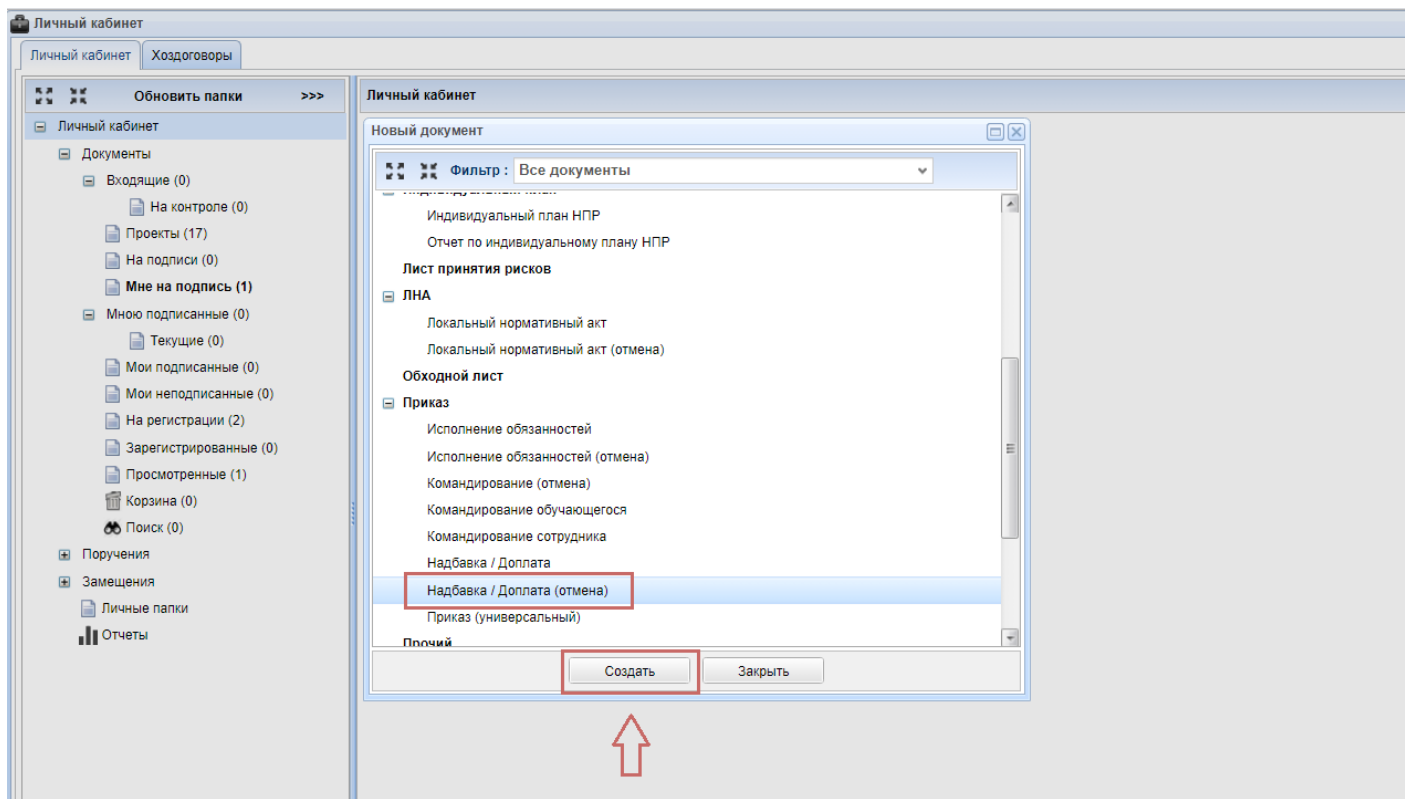 Личный кабинет
Личный кабинет
Хоздоговоры
Обновить папки >>>
Личный кабинет
Документы
Входящие (0)
На контроле (0)
Проекты (17)
На подписи (0)
Мне на подпись (1)
Мною подписанные (0)
Текущие (0)
Мои подписанные (0)
Мои неподписанные (0)
На регистрации (2)
Зарегистрированные (0)
Просмотренные (1)
Корзина (0)
Поиск (0)
Поручения
Замещения
Личные папки
Отчеты
Личный кабинет
Новый документ
Фильтр : Все документы
Индивидуальный план
Индивидуальный план НПР
Отчет по индивидуальному плану НПР
Лист принятия рисков
ЛНА
Локальный нормативный акт
Локальный нормативный акт (отмена)
Обходной лист
Приказ
Исполнение обязанностей
Исполнение обязанностей (отмена)
Командирование (отмена)
Командирование обучающегося
Командирование сотрудника
Надбавка / Доплата
Надбавка / Доплата (отмена)
Приказ (универсальный)
Прочий
Создать
Закрыть